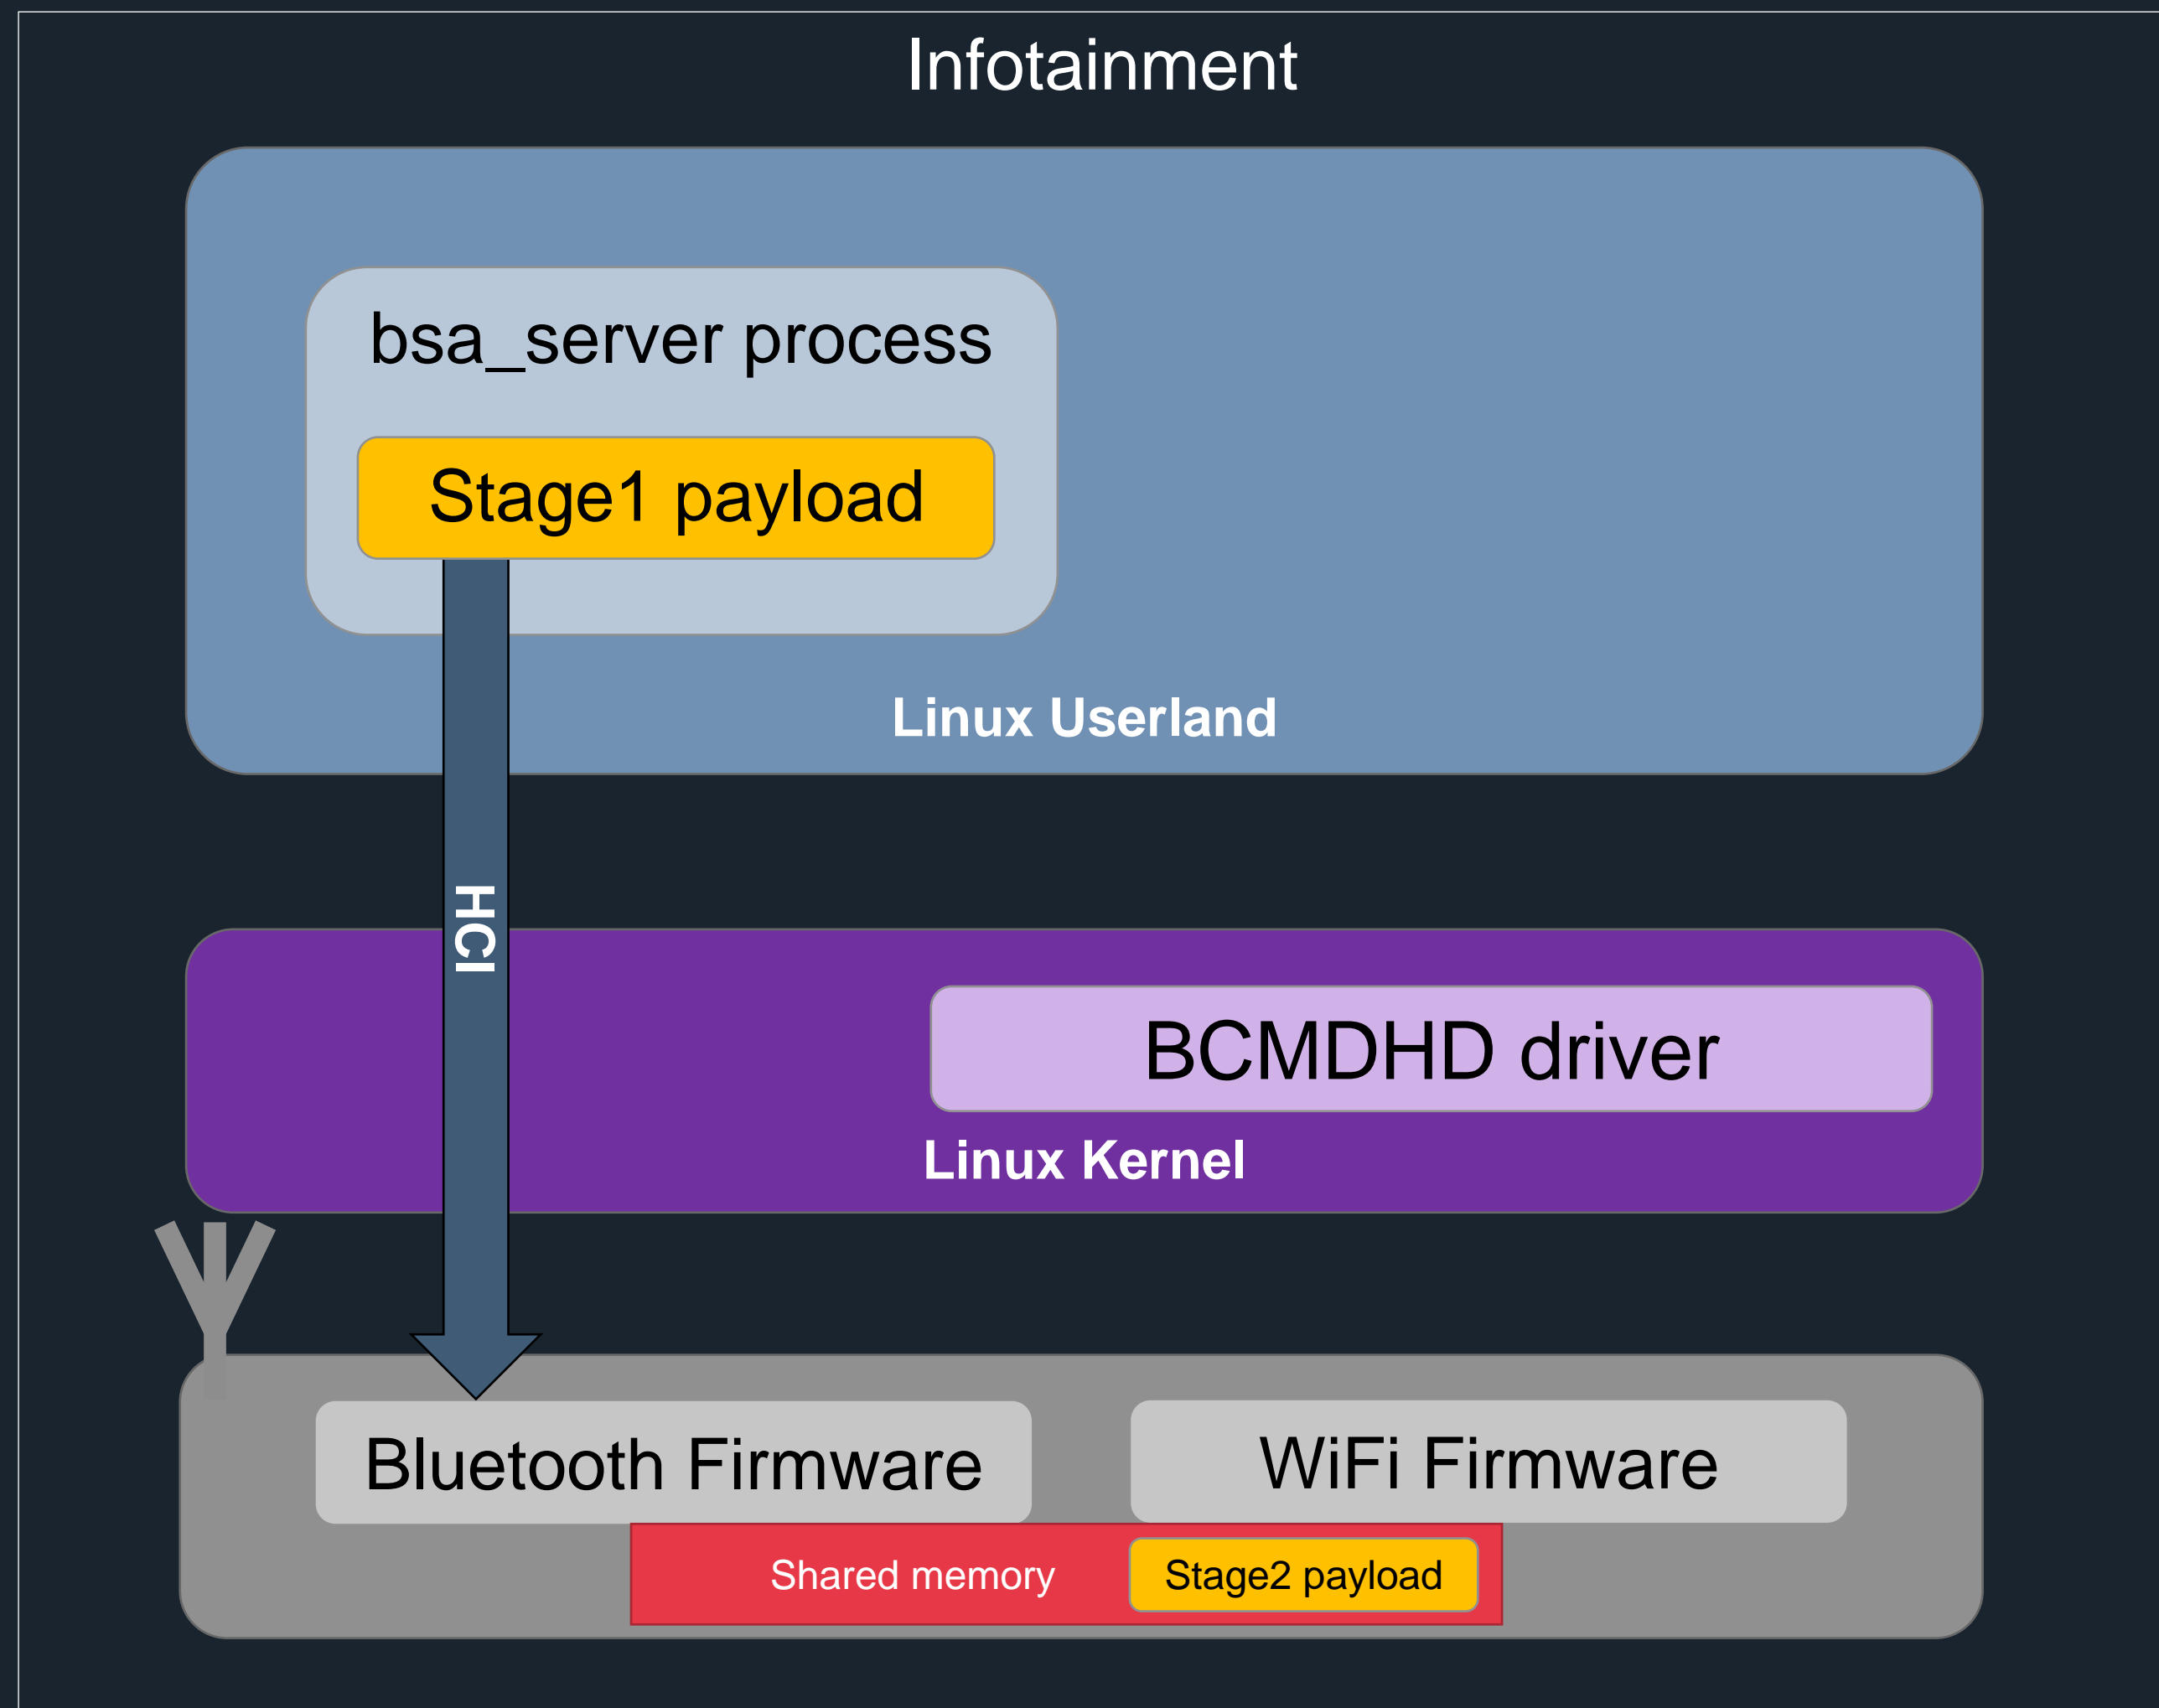 Infotainment
bsa_server process
Stage1 payload
Linux Userland
HCI
BCMDHD driver
Linux Kernel
Bluetooth Firmware
WiFi Firmware
Shared memory
Stage2 payload